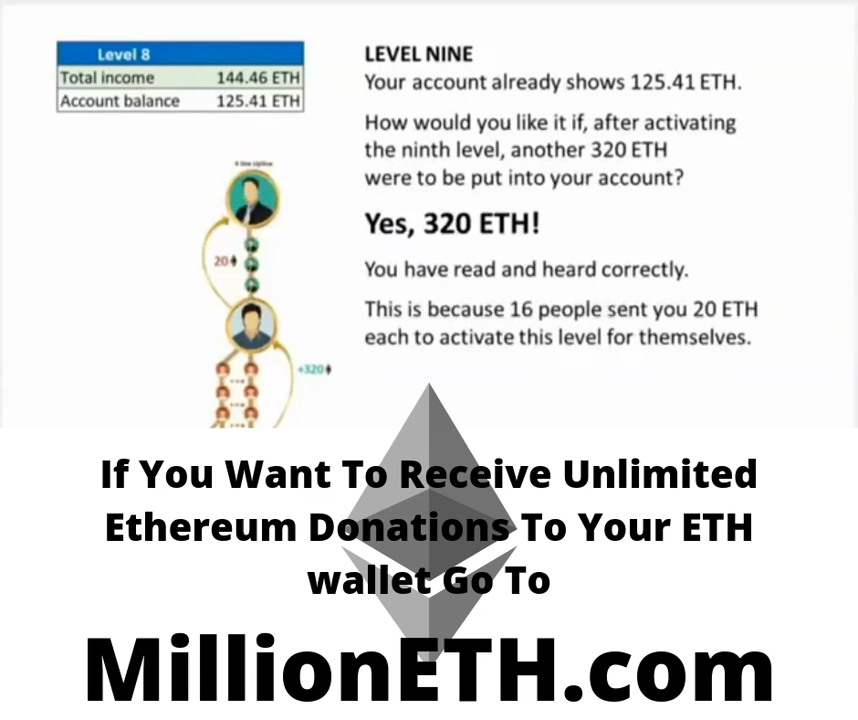 Level 8
Total income 144.46 ETH
Account balance 125.41 ETH
LEVEL NINE
Your account already shows 125.41 ETH.
How would you like it if, after activating
the ninth level, another 320 ETH
were to be put into your account?
Yes, 320 ETH!
You have read and heard correctly.
This is because 16 people sent you 20 ETH
each to activate this level for themselves.
20
+320
If You Want To Receive Unlimited
Ethereum Donations To Your ETH
wallet Go To
MillionETH.com